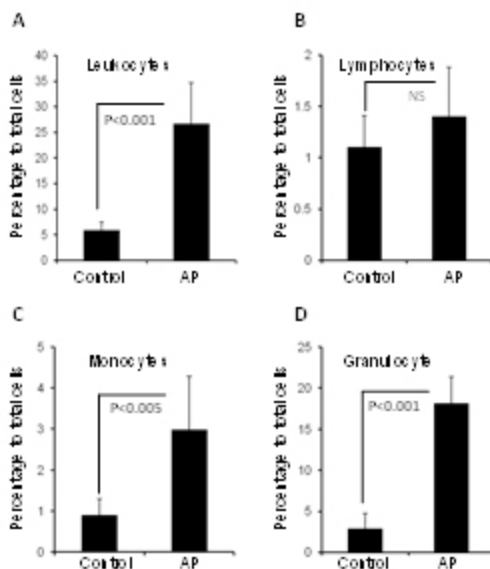 A
Leukocytes
Percentage to total cells
40
35
30
25
20
15
10
5
0
P<0.001
Control AP
B
Lymphocytes
Percentage to total cells
2
1.5
1
0.5
0
NS
Control AP
C
Monocytes
Percentage to total cells
5
4
3
2
1
0
P<0.005
Control AP
D
Granulocyte
Percentage to total cells
25
20
15
10
5
0
P<0.001
Control AP